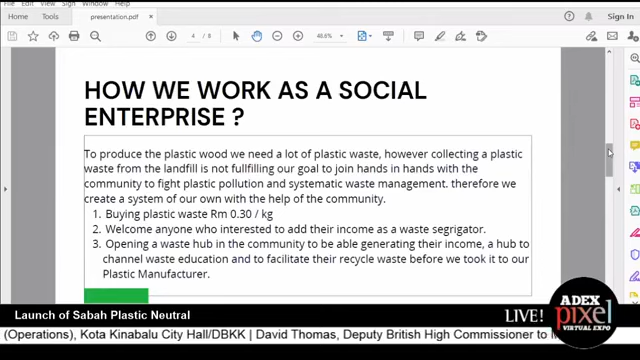 File Edit View Sign Window Help
Home Tools presentation.pdf × Sign In
4 / 8 48.6%
HOW WE WORK AS A SOCIAL
ENTERPRISE ?
To produce the plastic wood we need a lot of plastic waste, however collecting a plastic
waste from the landfill is not fullfilling our goal to join hands in hands with the
community to fight plastic pollution and systematic waste management. therefore we
create a system of our own with the help of the community.
1. Buying plastic waste Rm 0.30 / kg
2. Welcome anyone who interested to add their income as a waste segrigator.
3. Opening a waste hub in the community to be able generating their income, a hub to
channel waste education and to facilitate their recycle waste before we took it to our
Plastic Manufacturer.
Launch of Sabah Plastic Neutral
LIVE!
ADEX
pixel
VIRTUAL EXPO
(Operations), Kota Kinabalu City Hall/DBKK | David Thomas, Deputy British High Commissioner to